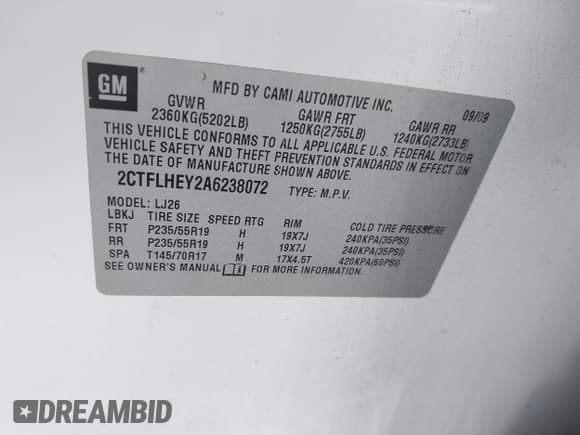 GM ®
MFD BY CAMI AUTOMOTIVE INC.
09/09
GVWR GAWR FRT GAWR RR
2360KG(5202LB) 1250KG(2755LB) 1240KG(2733LB)
THIS VEHICLE CONFORMS TO ALL APPLICABLE U.S. FEDERAL MOTOR
VEHICLE SAFETY AND THEFT PREVENTION STANDARDS IN EFFECT ON
THE DATE OF MANUFACTURE SHOWN ABOVE.
2CTFLHEY2A6238072 TYPE: M.P.V.
MODEL: LJ26
LBKJ TIRE SIZE SPEED RTG RIM COLD TIRE PRESSURE
FRT P235/55R19 H 19X7J 240KPA(35PSI)
RR P235/55R19 H 19X7J 240KPA(35PSI)
SPA T145/70R17 M 17X4.5T 420KPA(60PSI)
SEE OWNER'S MANUAL FOR MORE INFORMATION.
DREAMBID